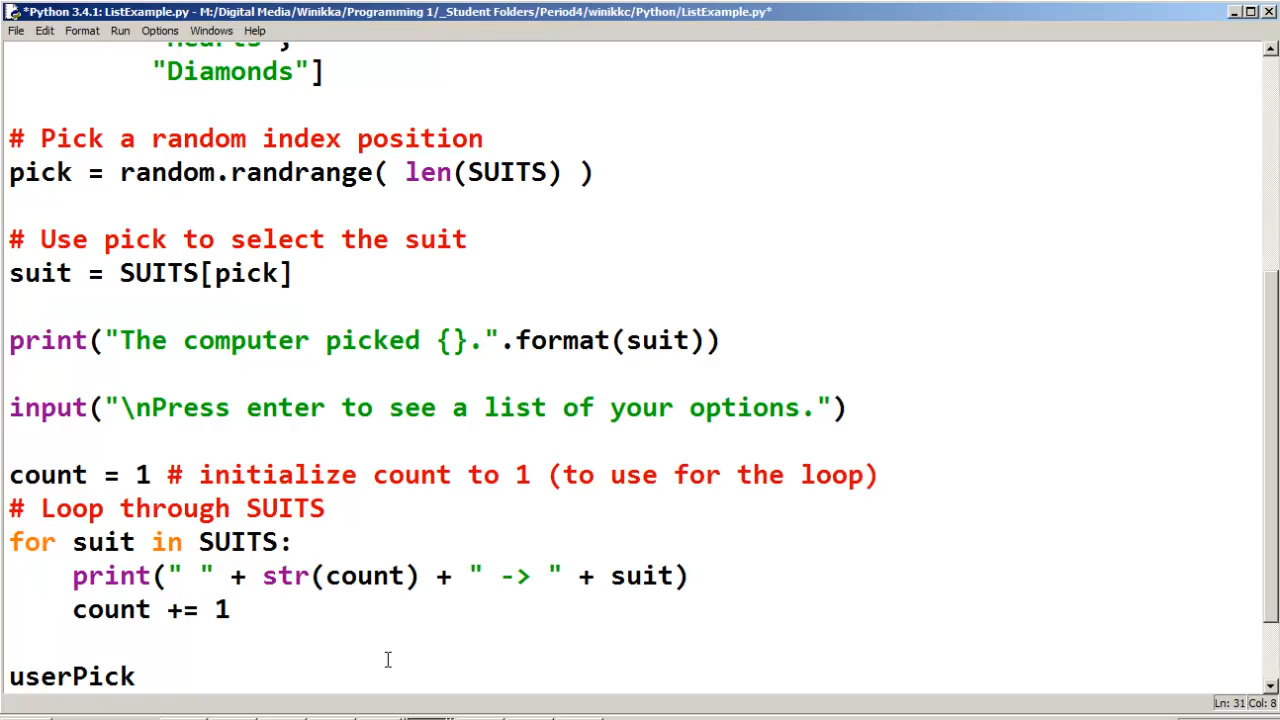 *Python 3.4.1: ListExample.py - M:/Digital Media/Winikka/Programming 1/_Student Folders/Period4/winikkc/Python/ListExample.py*
File Edit Format Run Options Windows Help
"Hearts",
"Diamonds"]
# Pick a random index position
pick = random.randrange( len(SUITS) )
# Use pick to select the suit
suit = SUITS[pick]
print("The computer picked {}.".format(suit))
input("\nPress enter to see a list of your options.")
count = 1 # initialize count to 1 (to use for the loop)
# Loop through SUITS
for suit in SUITS:
    print(" " + str(count) + " -> " + suit)
    count += 1
userPick
Ln: 31 Col: 8